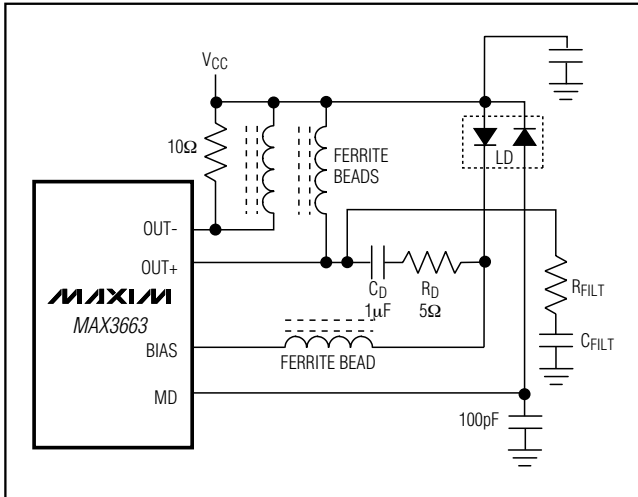 VCC
10Ω
FERRITE
BEADS
LD
OUT-
OUT+
CD
1μF
RD
5Ω
RFILT
CFILT
MAXIM
MAX3663
BIAS
FERRITE BEAD
MD
100pF